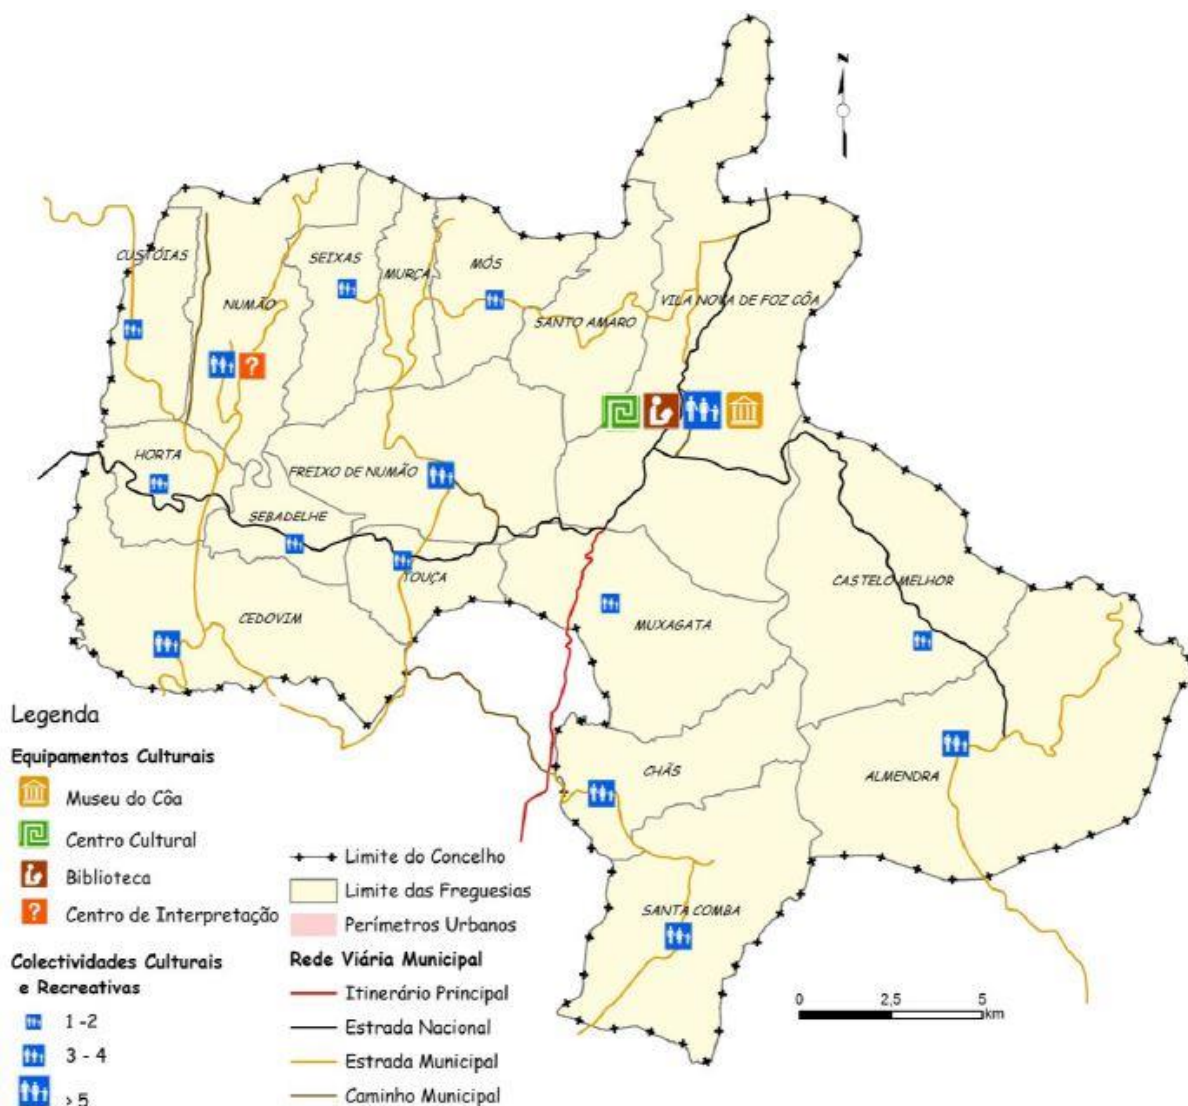 N
CUSTÓIAS
NUMÃO
SEIXAS
MURÇA
MÓS
SANTO AMARO
VILA NOVA DE FOZ CÔA
HORTA
FREIXO DE NUMÃO
SEBADELHE
TOUÇA
CEDOVIM
MUXAGATA
CASTELO MELHOR
CHÃS
ALMENDRA
SANTA COMBA
Legenda
Equipamentos Culturais
Museu do Côa
Centro Cultural
Biblioteca
? Centro de Interpretação
Colectividades Culturais
e Recreativas
1 -2
3 - 4
> 5
Limite do Concelho
Limite das Freguesias
Perímetros Urbanos
Rede Viária Municipal
Itinerário Principal
Estrada Nacional
Estrada Municipal
Caminho Municipal
0 2,5 5
km